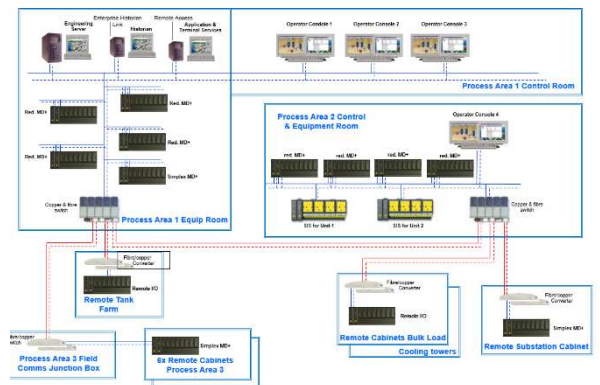 Engineering
Server
Enterprise Historian
Link
Historian
Remote Access
Application &
Terminal Services
Operator Console 1
Operator Console 2
Operator Console 3
Process Area 1 Control Room
Red. MD+
Red. MD+
Red. MD+
Red. MD+
Simplex MD+
Copper & fibre
switch
Process Area 1 Equip Room
Process Area 2 Control
& Equipment Room
Operator Console 4
red. MD+
red. MD+
red. MD+
Red. MD+
SIS for Unit 1
SIS for Unit 2
Copper & fibre
switch
Fibre/copper
Converter
Remote I/O
Remote Tank
Farm
fibre/copper
switch
Process Area 3 Field
Comms Junction Box
Simplex MD+
6x Remote Cabinets
Process Area 3
Fibre/copper
Converter
Remote I/O
Remote Cabinets Bulk Load
Cooling towers
Fibre/copper
Converter
Simplex MD+
Remote Substation Cabinet